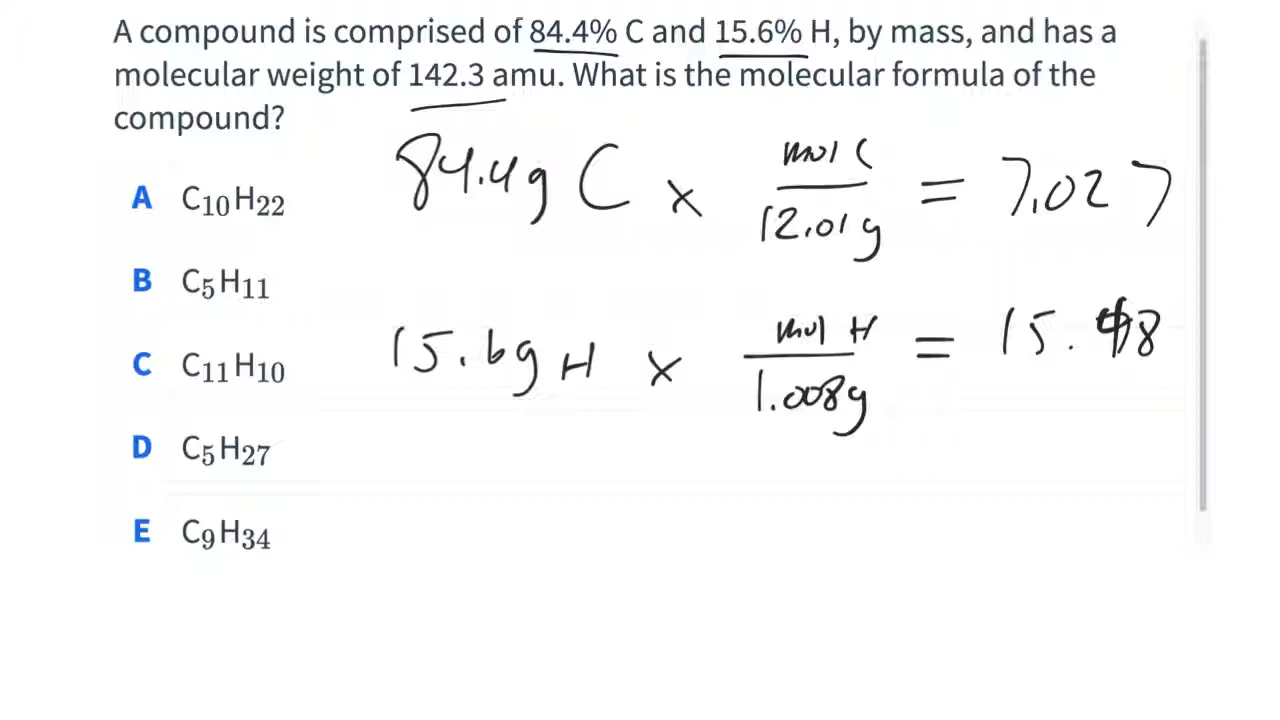 A compound is comprised of 84.4% C and 15.6% H, by mass, and has a
molecular weight of 142.3 amu. What is the molecular formula of the
compound?
84.4g C x mol C / 12.01g = 7.027
A C₁₀H₂₂
B C₅H₁₁
15.6g H x mol H / 1.008g = 15.48
C C₁₁H₁₀
D C₅H₂₇
E C₉H₃₄